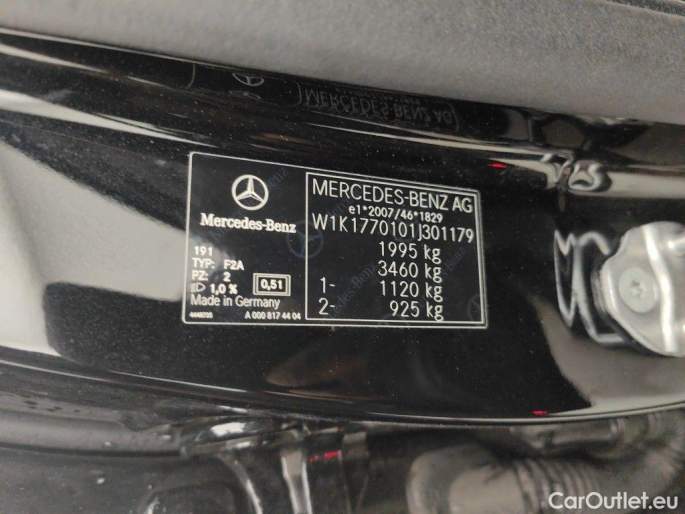 MERCEDES-BENZ AG
Mercedes-Benz
MERCEDES-BENZ AG
e1*2007/46*1829
W1K1770101J301179
1995 kg
3460 kg
1- 1120 kg
2- 925 kg
191
TYP: F2A
PZ: 2
1,0 % 0,51
Made in Germany
A 000 817 44 04
CarOutlet.eu